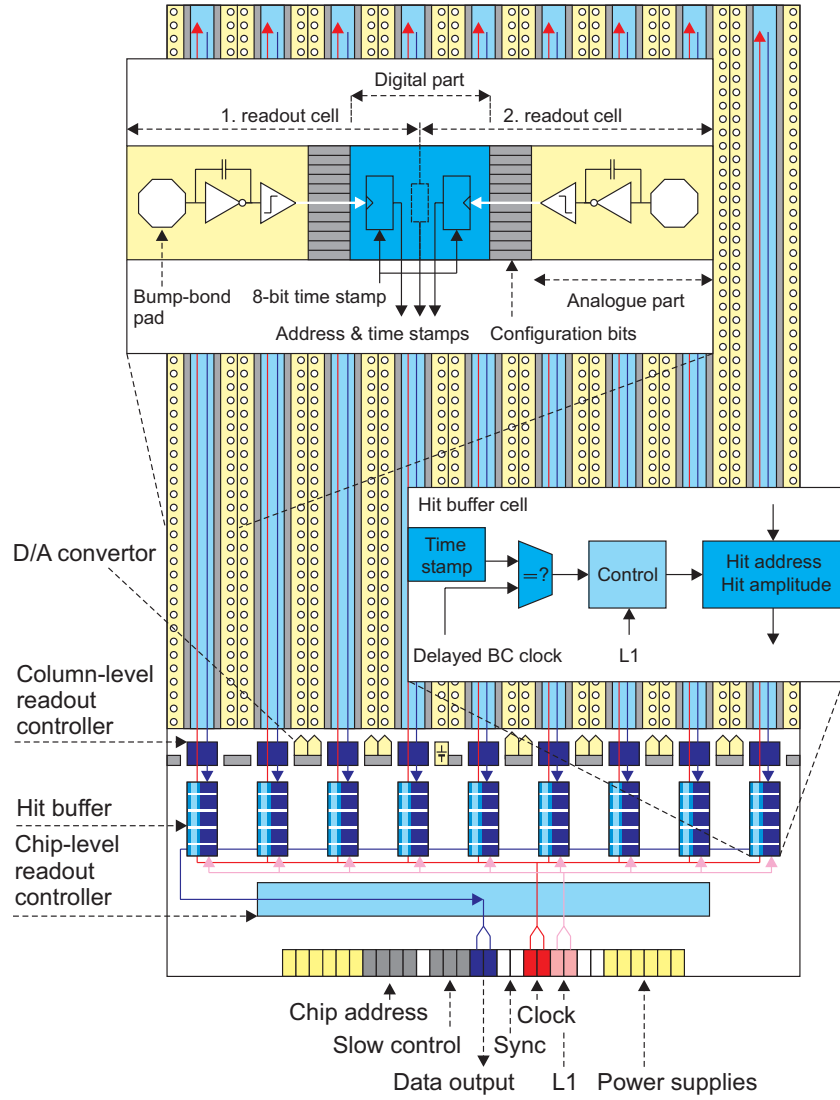 Digital part
1. readout cell
2. readout cell
Bump-bond
pad
8-bit time stamp
Analogue part
Address & time stamps
Configuration bits
Hit buffer cell
Time
stamp
=?
Control
Hit address
Hit amplitude
Delayed BC clock
L1
D/A convertor
Column-level
readout
controller
Hit buffer
Chip-level
readout
controller
Chip address
Clock
Slow control
Sync
Data output
L1
Power supplies